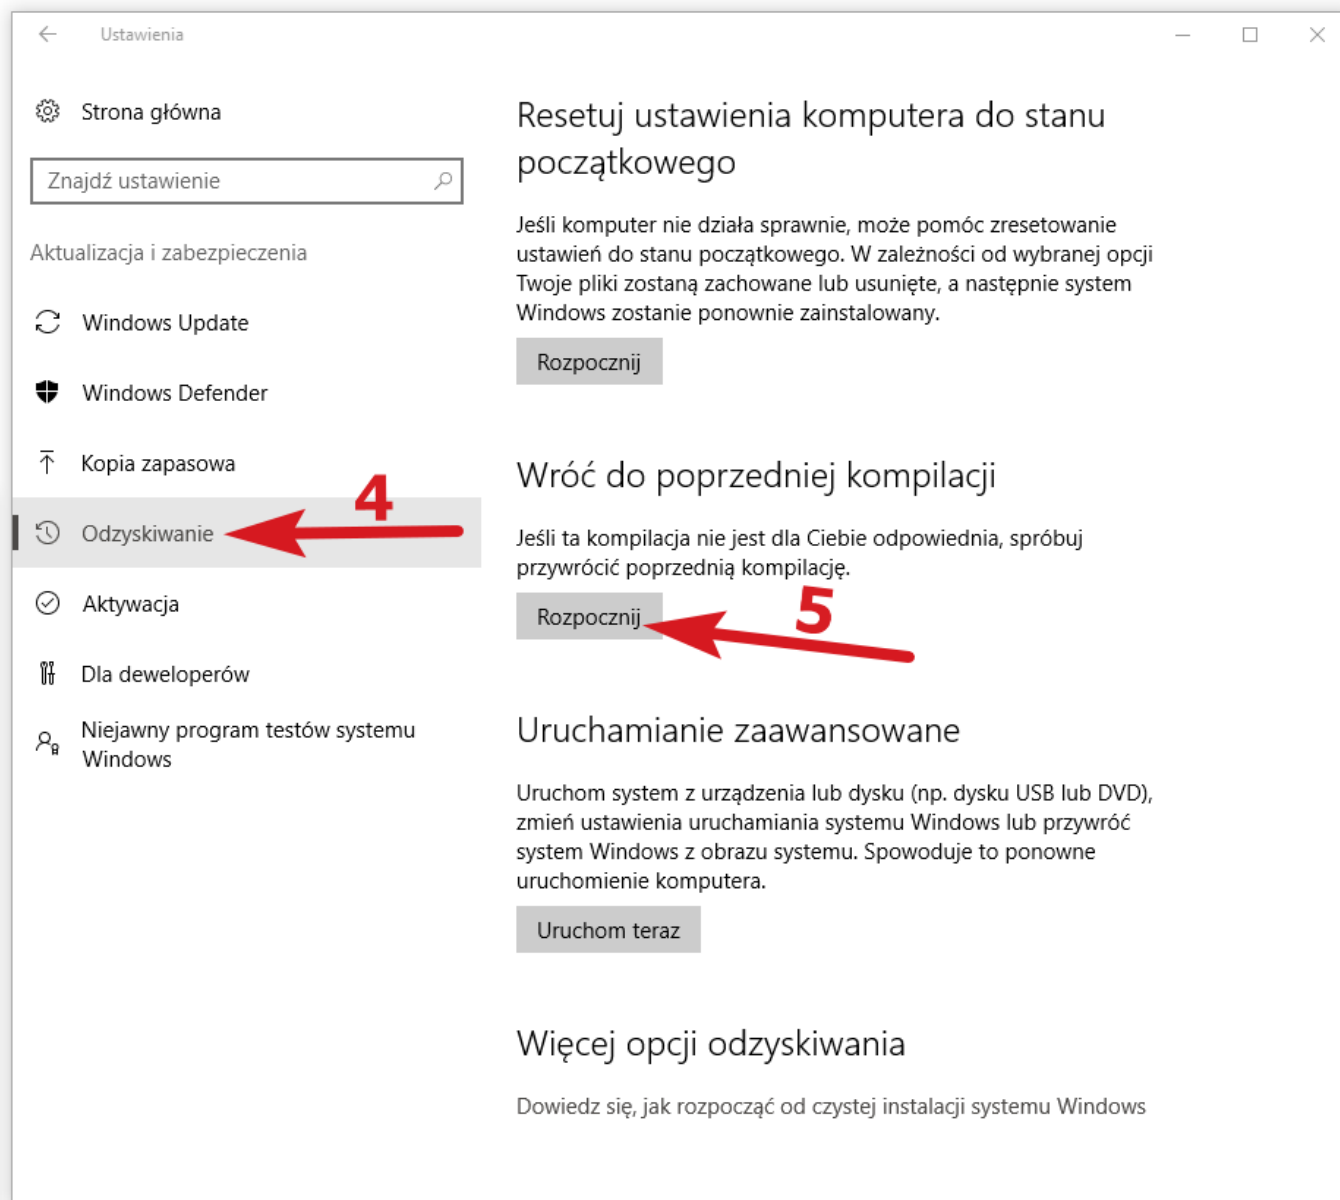 Ustawienia
Strona główna
Znajdź ustawienie
Aktualizacja i zabezpieczenia
Windows Update
Windows Defender
Kopia zapasowa
4
Odzyskiwanie
Aktywacja
Dla deweloperów
Niejawny program testów systemu
Windows
Resetuj ustawienia komputera do stanu
początkowego
Jeśli komputer nie działa sprawnie, może pomóc zresetowanie
ustawień do stanu początkowego. W zależności od wybranej opcji
Twoje pliki zostaną zachowane lub usunięte, a następnie system
Windows zostanie ponownie zainstalowany.
Rozpocznij
Wróć do poprzedniej kompilacji
Jeśli ta kompilacja nie jest dla Ciebie odpowiednia, spróbuj
przywrócić poprzednią kompilację.
Rozpocznij
5
Uruchamianie zaawansowane
Uruchom system z urządzenia lub dysku (np. dysku USB lub DVD),
zmień ustawienia uruchamiania systemu Windows lub przywróć
system Windows z obrazu systemu. Spowoduje to ponowne
uruchomienie komputera.
Uruchom teraz
Więcej opcji odzyskiwania
Dowiedz się, jak rozpocząć od czystej instalacji systemu Windows